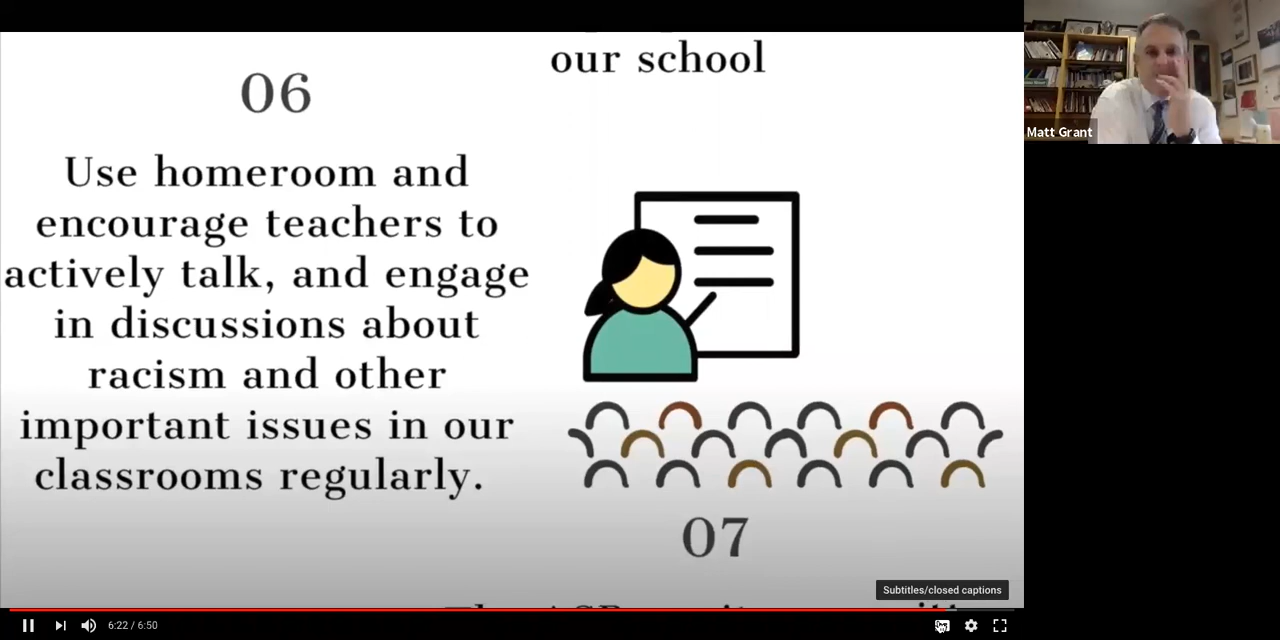 our school
06
Use homeroom and
encourage teachers to
actively talk, and engage
in discussions about
racism and other
important issues in our
classrooms regularly.
07
Subtitles/closed captions
6:22 / 6:50
Matt Grant